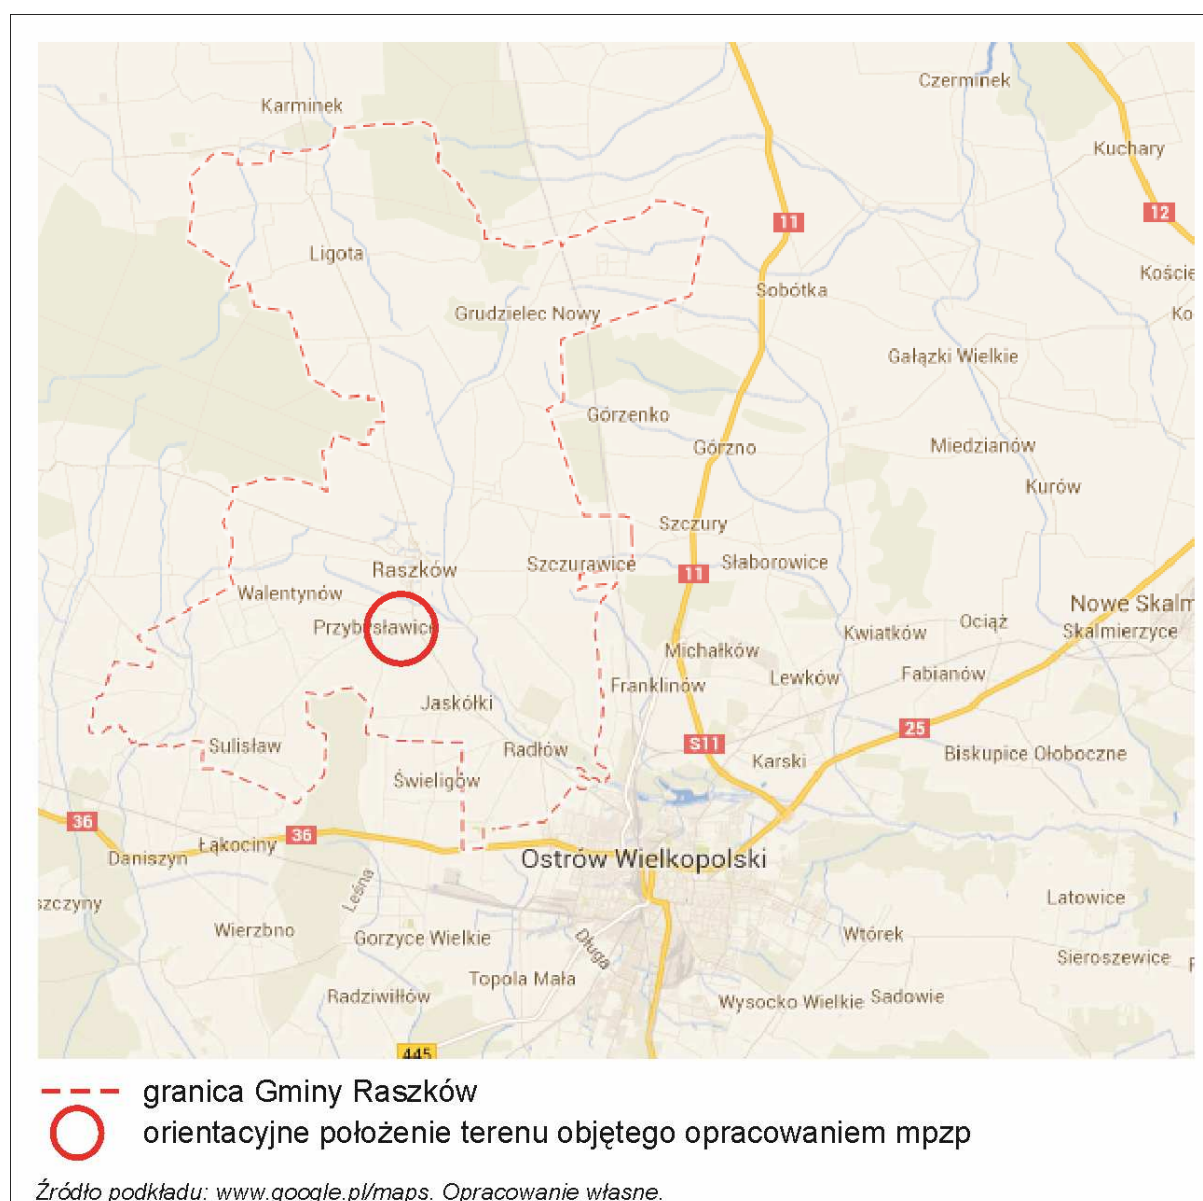 Czerminek
Karminek
Kuchary
12
11
Ligota
Sobótka
Grudzielec Nowy
Gałązki Wielkie
Górzenko
Górzno
Miedzianów
Kurów
Szczury
Szczurawice
Słaborowice
11
Raszków
Walentynów
Przybysławice
Nowe Skalm
Skalmierzyce
Ociąż
Kwiatków
Michałków
Lewków
Fabianów
Franklinów
Jaskółki
25
Sulisław
Radłów
S11
Karski
Biskupice Ołoboczne
Świeligów
36
36
Łąkociny
Daniszyn
Ostrów Wielkopolski
Leśna
szczyny
Latowice
Wierzbno
Gorzyce Wielkie
Długa
Wtórek
Sieroszewice
Topola Mała
Radziwiłłów
Wysocko Wielkie
Sadowie
445
granica Gminy Raszków
orientacyjne położenie terenu objętego opracowaniem mpzp
Źródło podkładu: www.google.pl/maps. Opracowanie własne.